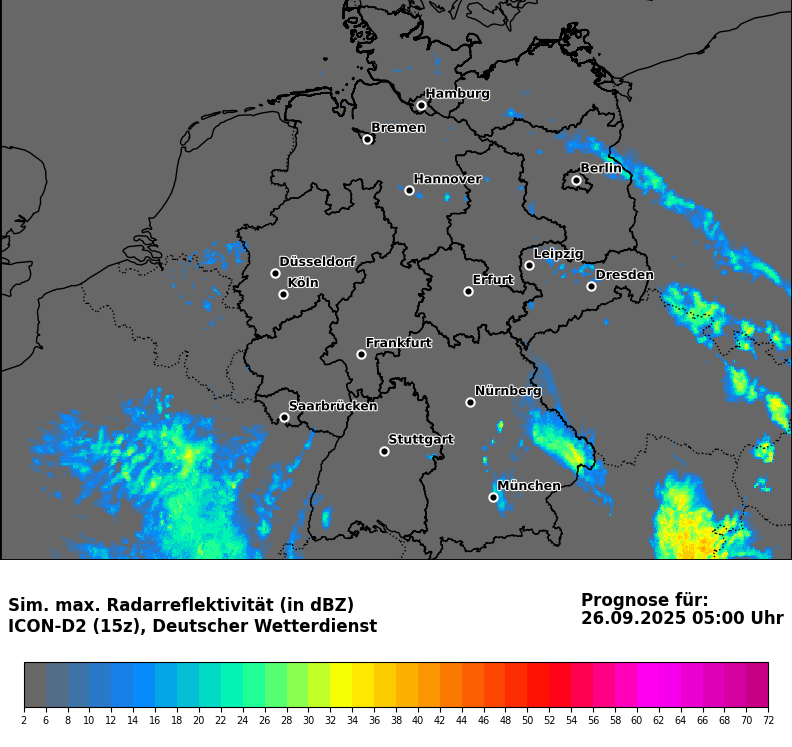 Hamburg
Bremen
Berlin
Hannover
Leipzig
Düsseldorf
Dresden
Köln
Erfurt
Frankfurt
Nürnberg
Saarbrücken
Stuttgart
München
Sim. max. Radarreflektivität (in dBZ)
ICON-D2 (15z), Deutscher Wetterdienst
Prognose für:
26.09.2025 05:00 Uhr
2 6 8 10 12 14 16 18 20 22 24 26 28 30 32 34 36 38 40 42 44 46 48 50 52 54 56 58 60 62 64 66 68 70 72